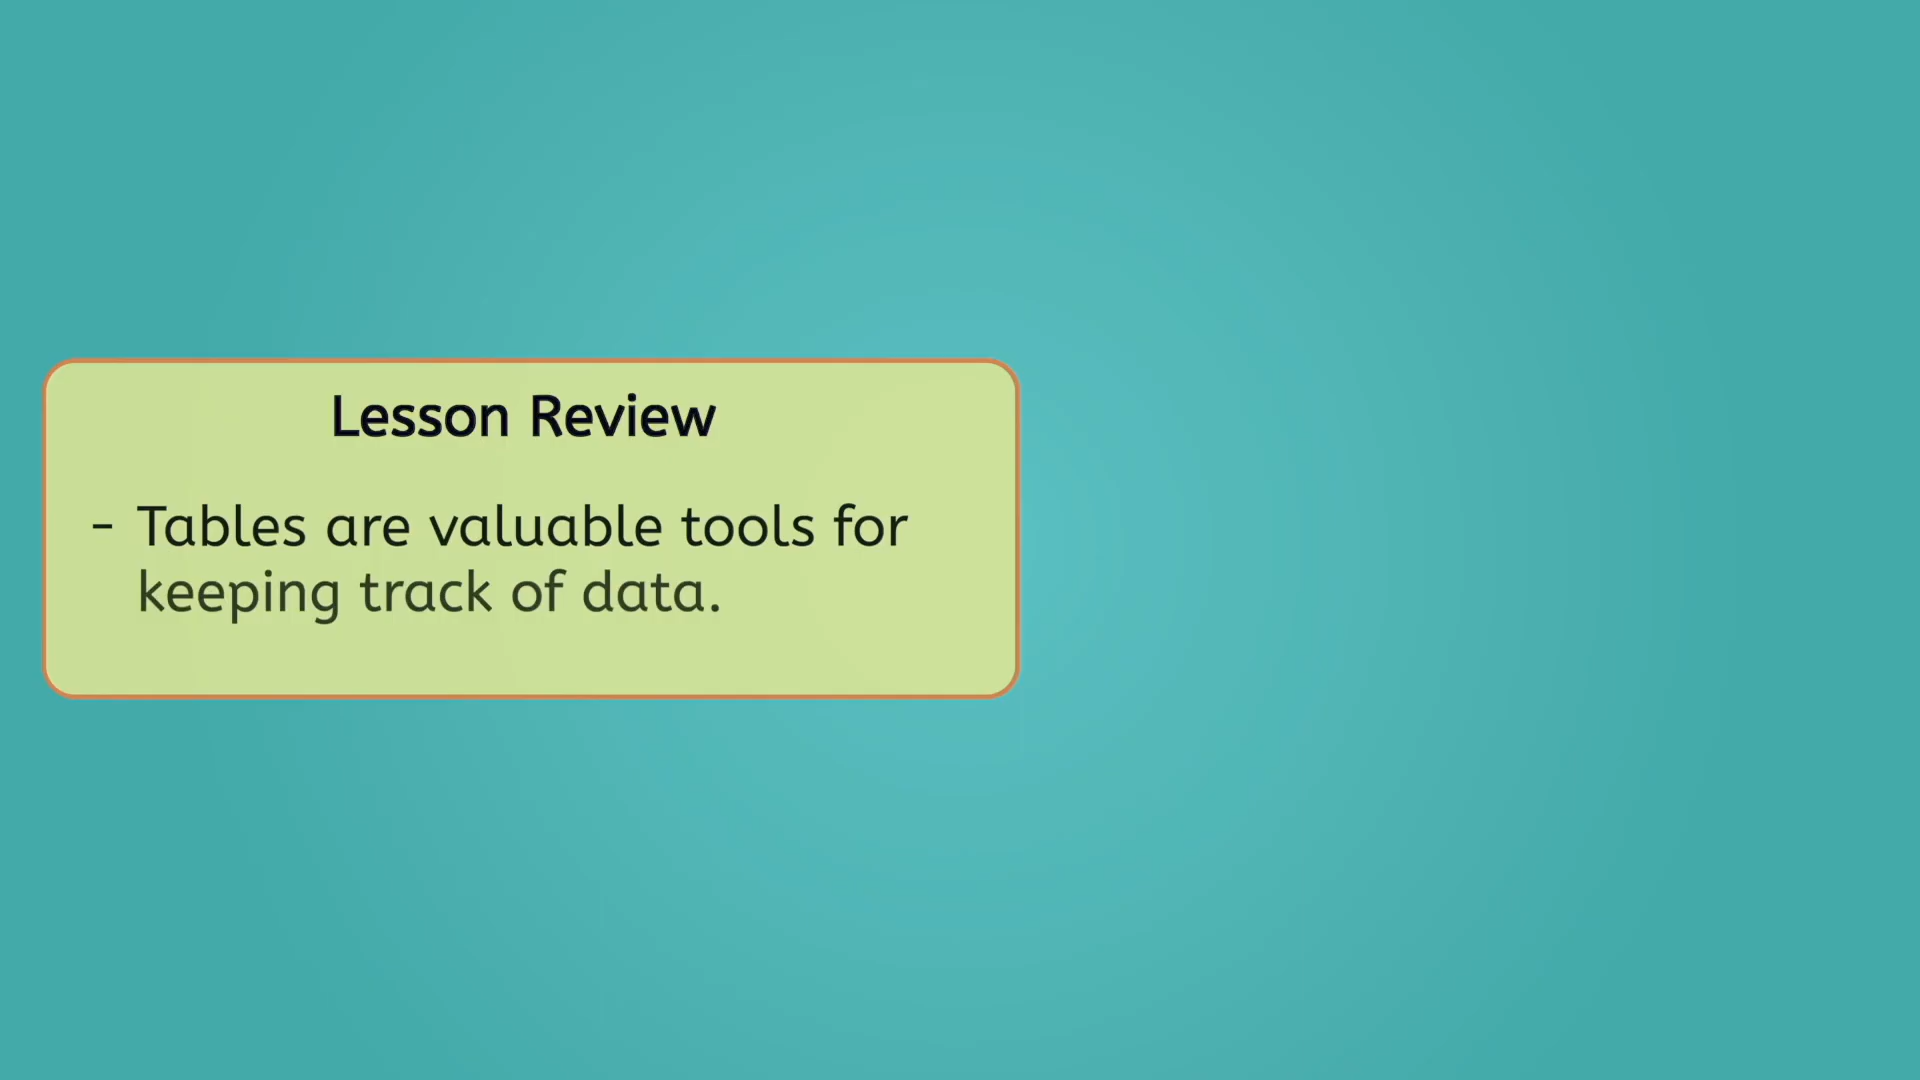 Lesson Review
- Tables are valuable tools for
keeping track of data.